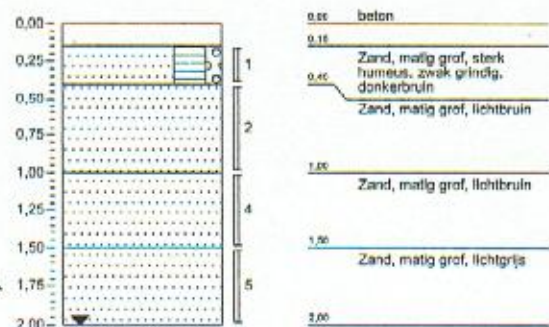 0,00
0,25
0,50
0,75
1,00
1,25
1,50
1,75
2,00
1
2
4
5
0,00 beton
0,15
Zand, matig grof, sterk
humeus, zwak grindig,
donkerbruin
0,40
Zand, matig grof, lichtbruin
1,00
Zand, matig grof, lichtbruin
1,50
Zand, matig grof, lichtgrijs
2,00